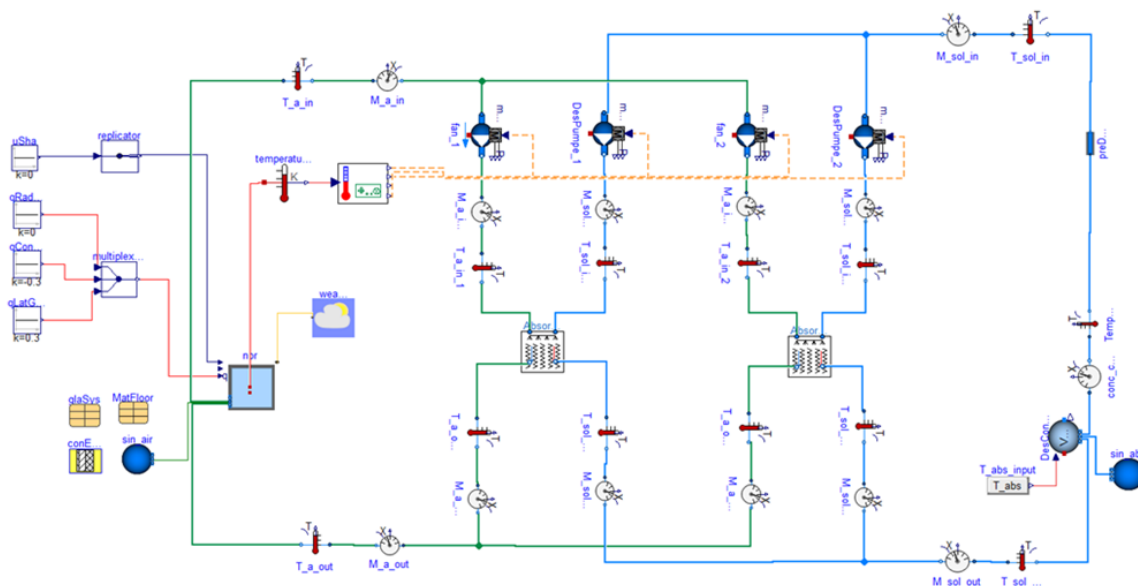 uSha
k=0
replicator
qRad...
k=0
qCon...
k=-0.3
qLatG...
k=0.3
multiplex...
T
T_a_in
X
M_a_in
temperatu...
K
fan_1
m...
DesPumpe_1
m...
fan_2
m...
DesPumpe_2
m...
X
M_sol_in
T
T_sol_in
preD...
M_a_i...
X
M_sol...
X
M_a_i...
X
M_sol...
X
T_a_in_1
T
T_sol_i...
T
T_a_in_2
T
T_sol_i...
T
wea...
nor
Absor
Absor
Temp...
T
conc_c...
X
glaSys
MatFloor
conE...
sin_air
T_a_o...
T
T_sol...
T
T_a_o...
T
T_sol...
T
DesCon...
V...
sin_ab
T_abs_input
T_abs
M_a_...
X
M_sol...
X
M_a...
X
M_sol...
X
T
T_a_out
X
M_a_out
X
M_sol_out
T
T_sol_...